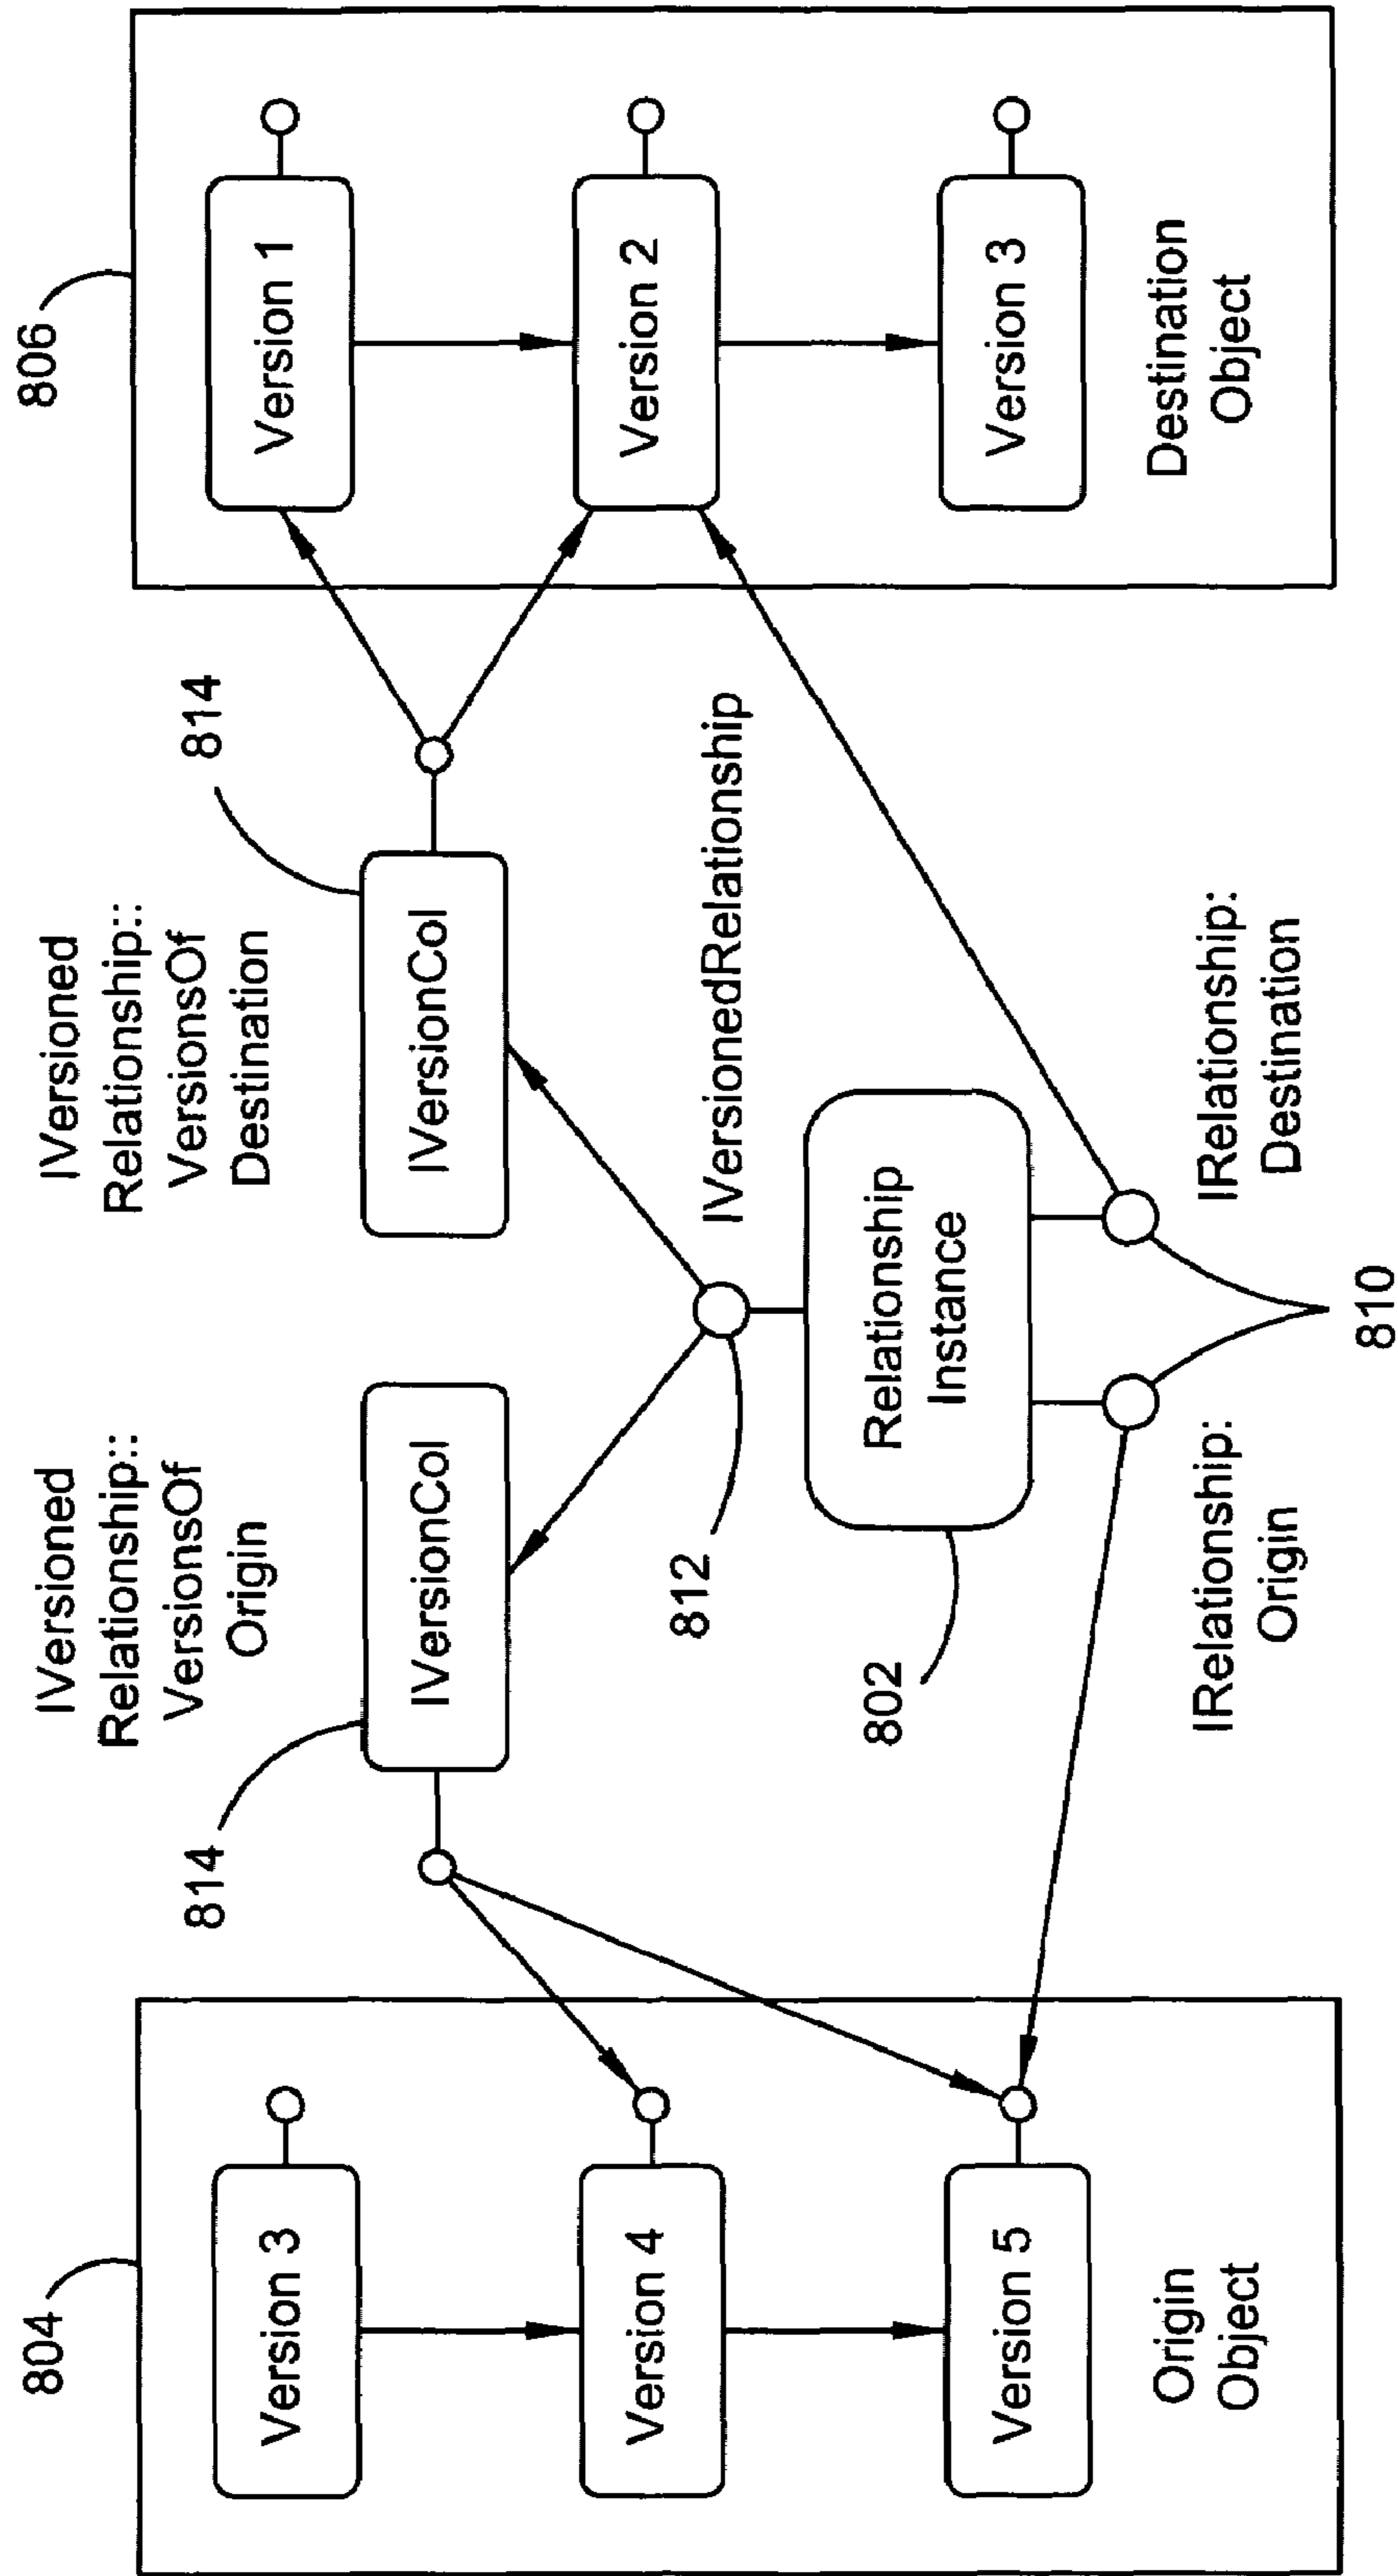 804
Version 3
Version 4
Version 5
Origin
Object
IVersioned
Relationship::
VersionsOf
Origin
814
IVersionCol
IVersioned
Relationship::
VersionsOf
Destination
814
IVersionCol
812
IVersionedRelationship
802
Relationship
Instance
IRelationship:
Origin
IRelationship:
Destination
810
806
Version 1
Version 2
Version 3
Destination
Object